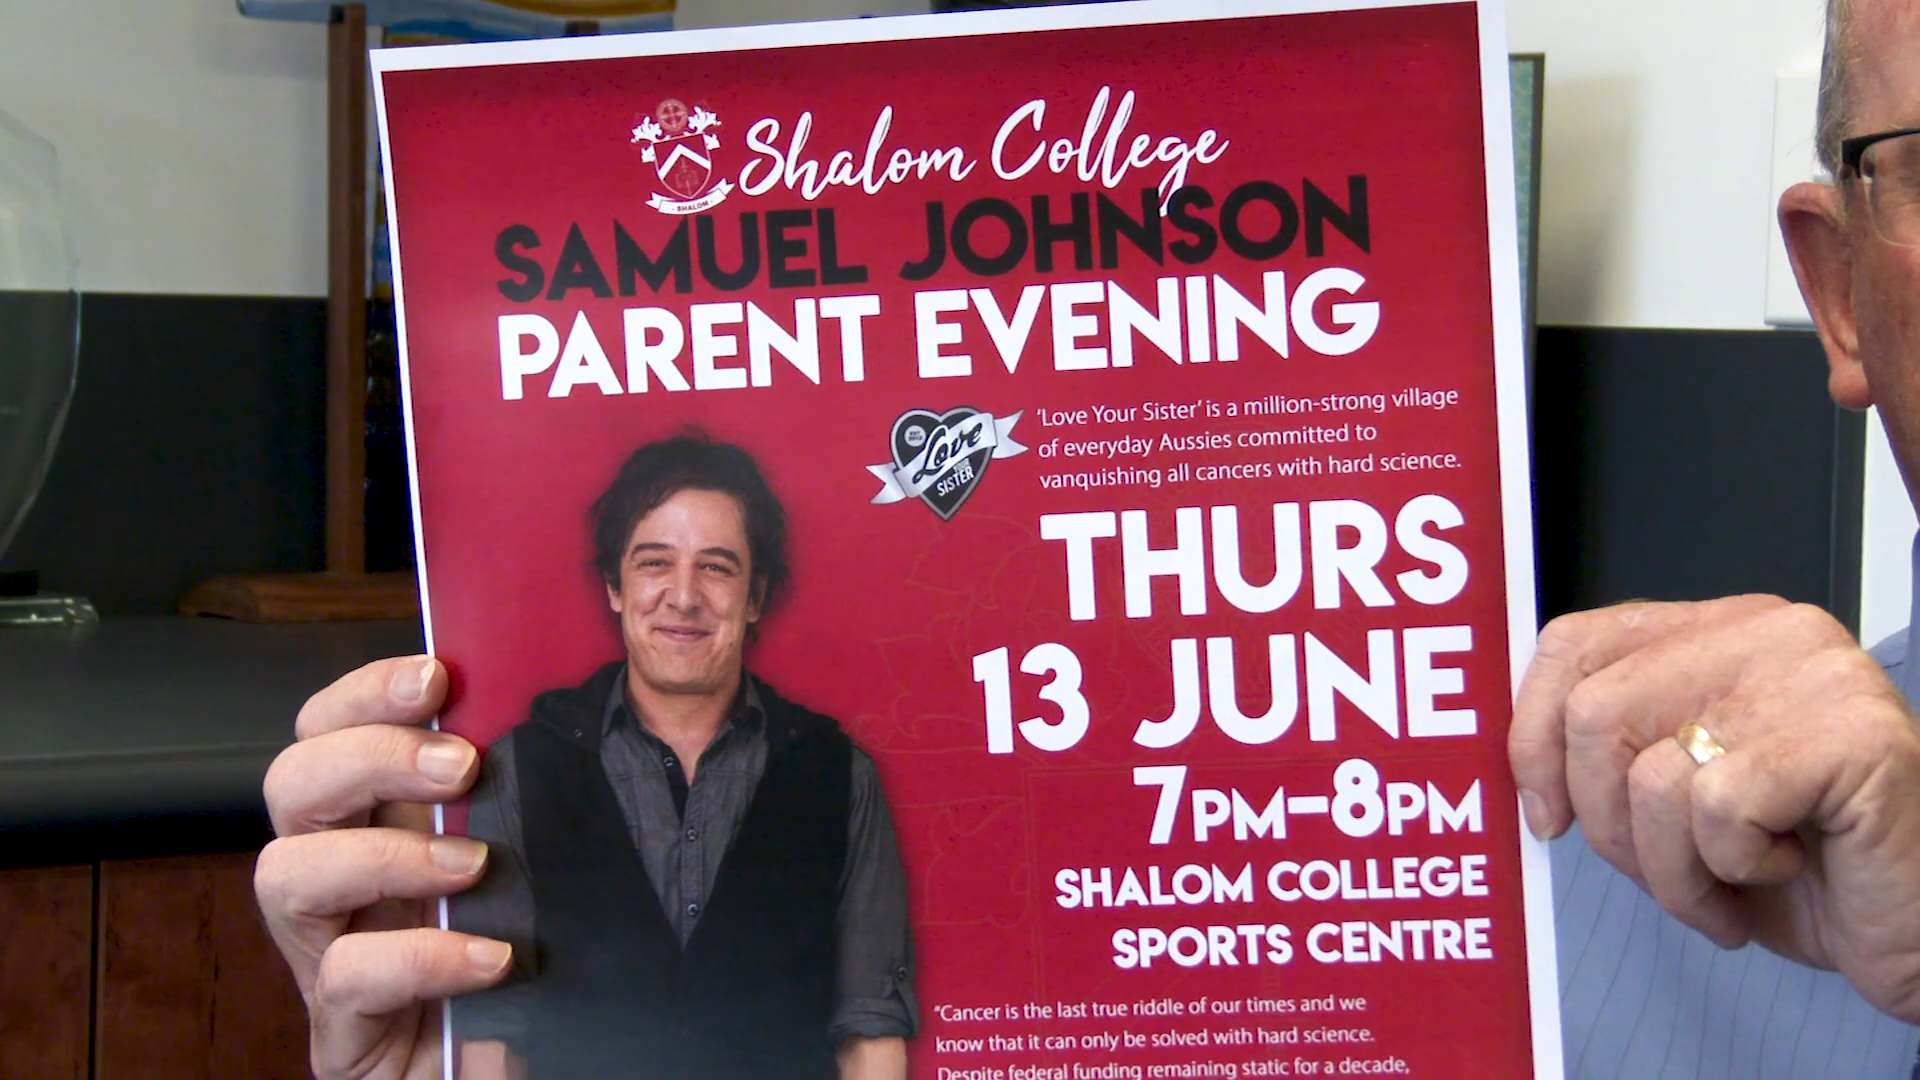 Shalom College
SHALOM
SAMUEL JOHNSON
PARENT EVENING
'Love Your Sister' is a million-strong village
of everyday Aussies committed to
vanquishing all cancers with hard science.
Love
SISTER
THURS
13 JUNE
7PM-8PM
SHALOM COLLEGE
SPORTS CENTRE
"Cancer is the last true riddle of our times and we
know that it can only be solved with hard science.
Despite federal funding remaining static for a decade,